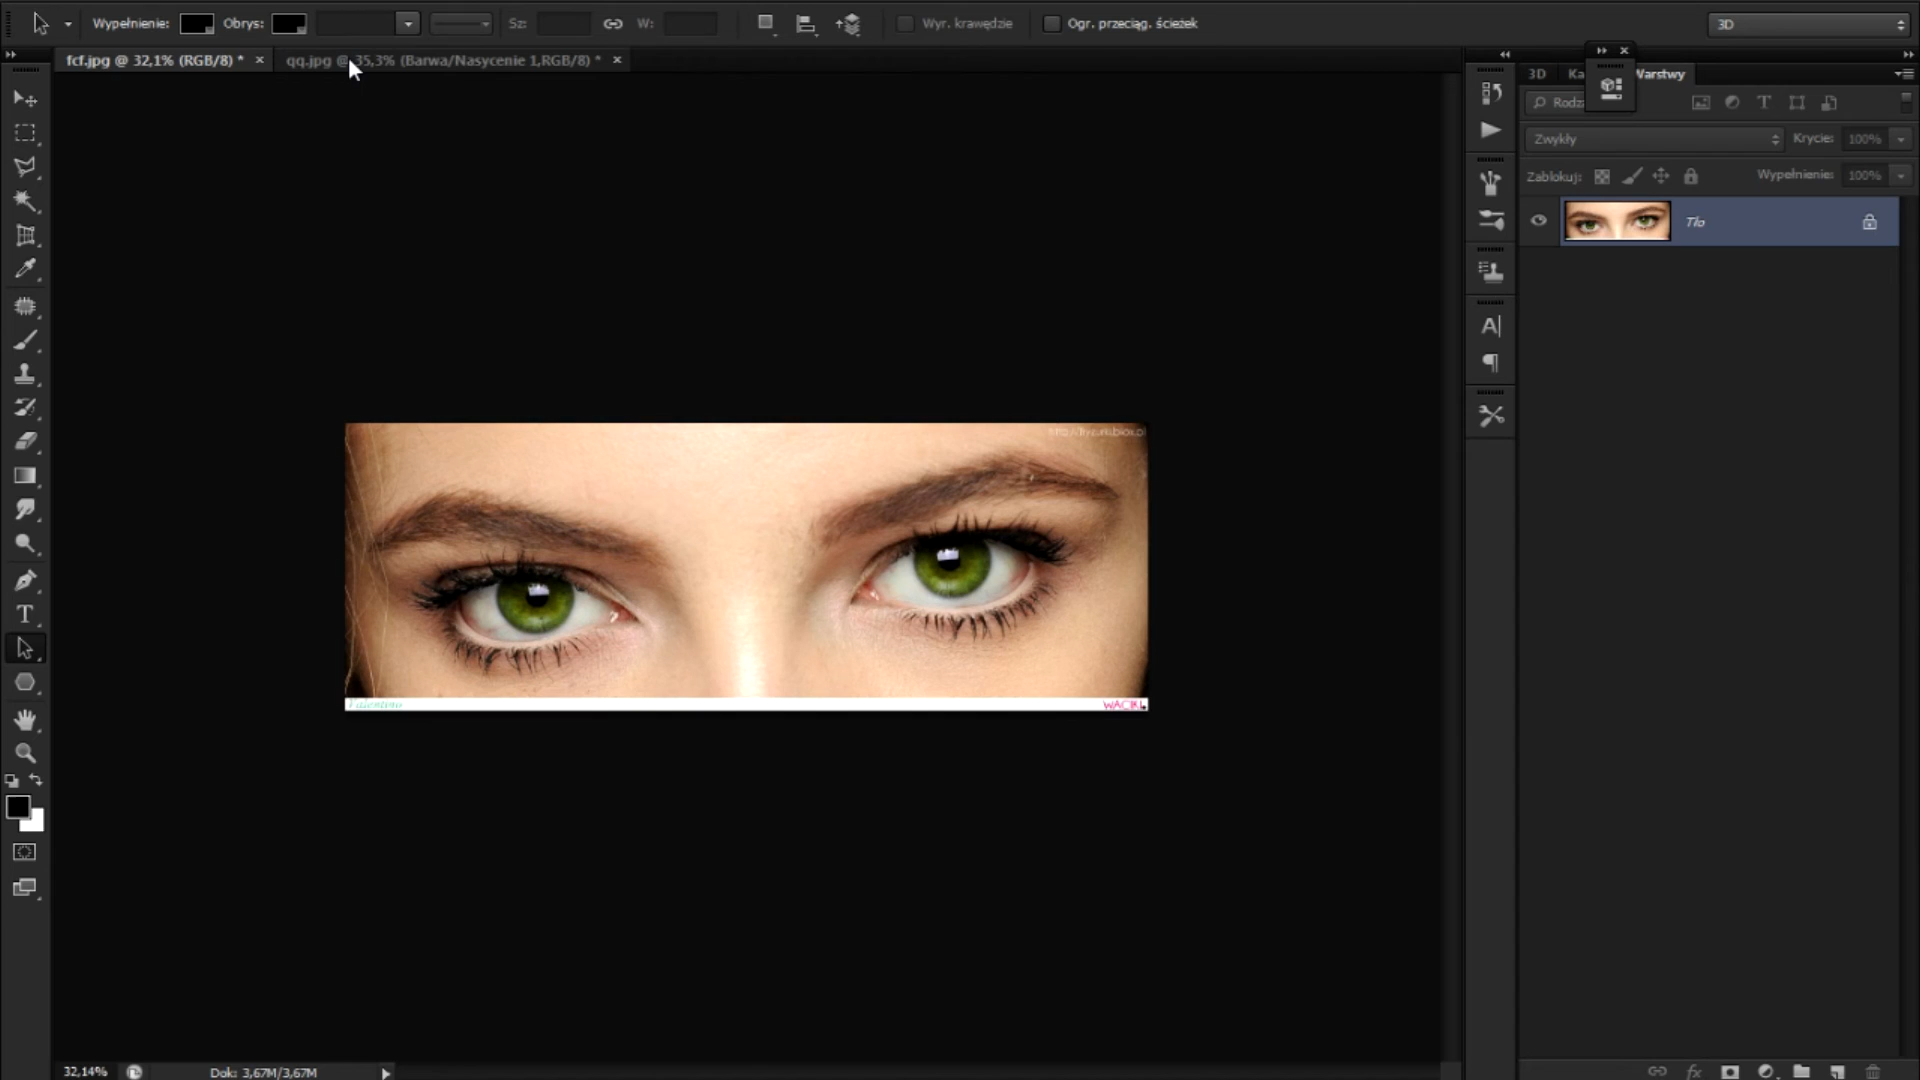 Wypełnienie: Obrys: Sz: W: Wyr. krawędzie Ogr. przeciąg. ścieżek 3D
fcf.jpg @ 32,1% (RGB/8) * × qq.jpg @ 35,3% (Barwa/Nasycenie 1,RGB/8) * ×
3D Ka Warstwy
Rodz
Zwykły Krycie: 100%
Zablokuj: Wypełnienie: 100%
Tło
T
A|
¶
Valentino
T
fx
32,14% Dok: 3,67M/3,67M